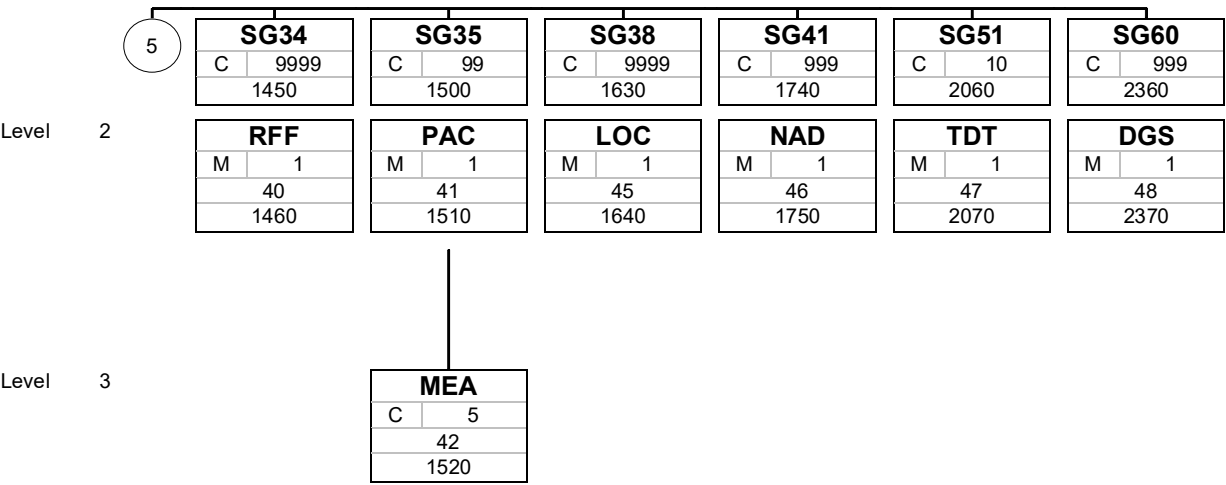 5
SG34 SG35 SG38 SG41 SG51 SG60
C 9999 C 99 C 9999 C 999 C 10 C 999
1450 1500 1630 1740 2060 2360
Level 2 RFF PAC LOC NAD TDT DGS
M 1 M 1 M 1 M 1 M 1 M 1
40 41 45 46 47 48
1460 1510 1640 1750 2070 2370
Level 3 MEA
C 5
42
1520